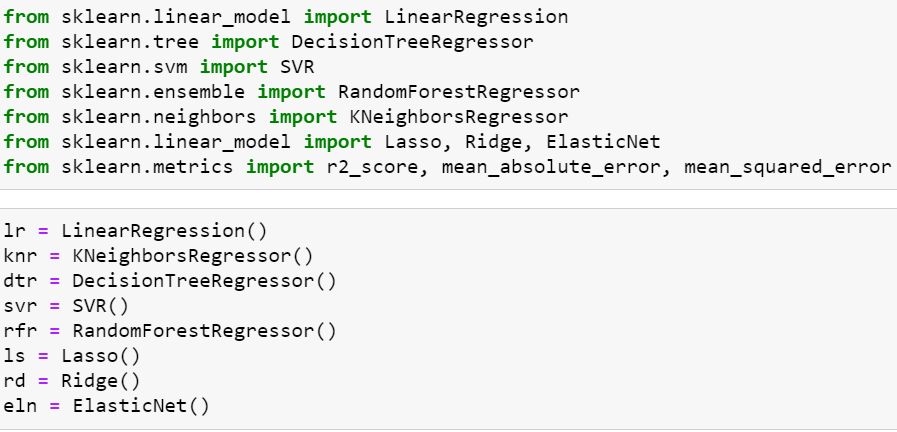 from sklearn.linear_model import LinearRegression
from sklearn.tree import DecisionTreeRegressor
from sklearn.svm import SVR
from sklearn.ensemble import RandomForestRegressor
from sklearn.neighbors import KNeighborsRegressor
from sklearn.linear_model import Lasso, Ridge, ElasticNet
from sklearn.metrics import r2_score, mean_absolute_error, mean_squared_error
lr = LinearRegression()
knr = KNeighborsRegressor()
dtr = DecisionTreeRegressor()
svr = SVR()
rfr = RandomForestRegressor()
ls = Lasso()
rd = Ridge()
eln = ElasticNet()